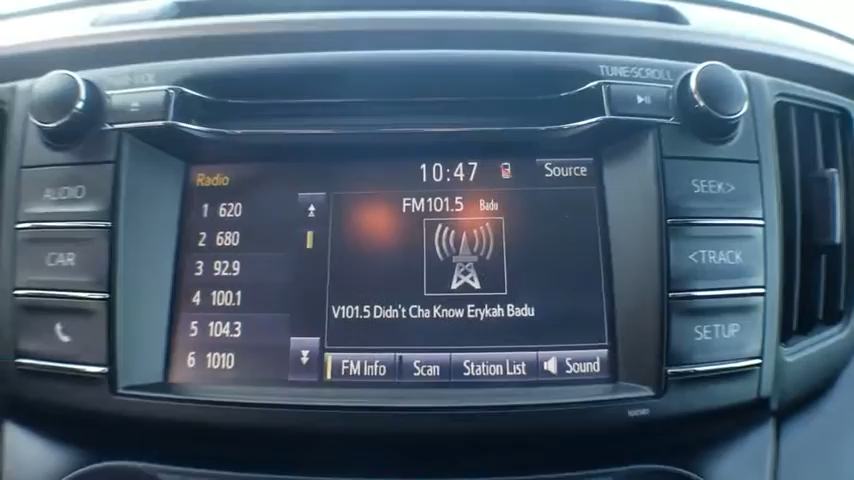 TUNE•SCROLL
AUDIO
CAR
SEEK>
<TRACK
SETUP
Radio
10:47
Source
1 620
2 680
3 92.9
4 100.1
5 104.3
6 1010
FM101.5 Badu
V101.5 Didn't Cha Know Erykah Badu
FM Info
Scan
Station List
Sound